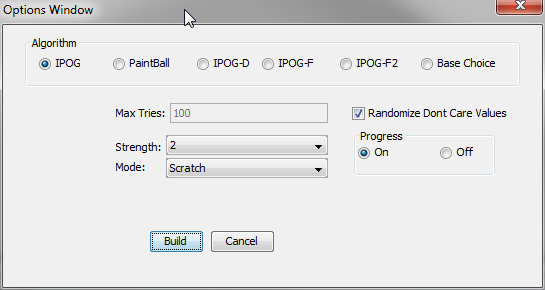 Options Window
Algorithm
IPOG PaintBall IPOG-D IPOG-F IPOG-F2 Base Choice
Max Tries: 100 Randomize Dont Care Values
Progress
Strength: 2 On Off
Mode: Scratch
Build Cancel